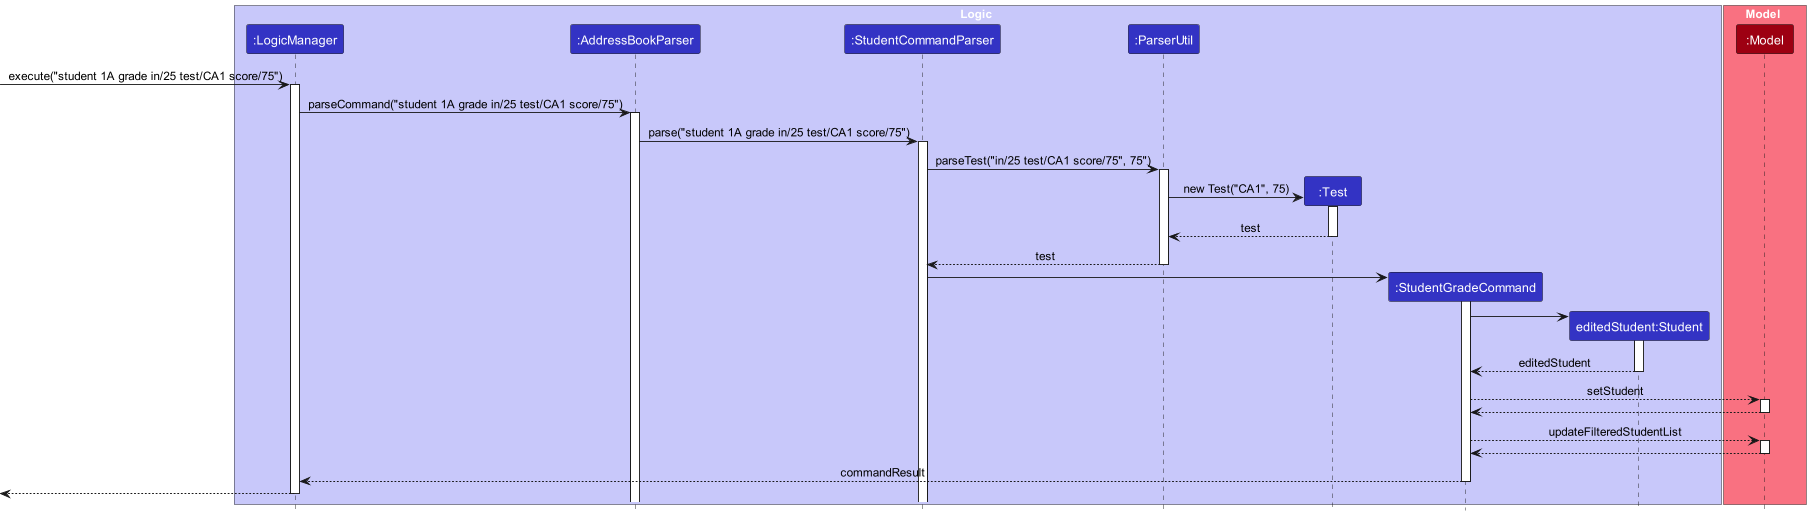 Logic
Model
:LogicManager
:AddressBookParser
:StudentCommandParser
:ParserUtil
:Model
execute("student 1A grade in/25 test/CA1 score/75")
parseCommand("student 1A grade in/25 test/CA1 score/75")
parse("student 1A grade in/25 test/CA1 score/75")
parseTest("in/25 test/CA1 score/75", 75")
new Test("CA1", 75)
:Test
test
test
:StudentGradeCommand
editedStudent:Student
editedStudent
setStudent
updateFilteredStudentList
commandResult